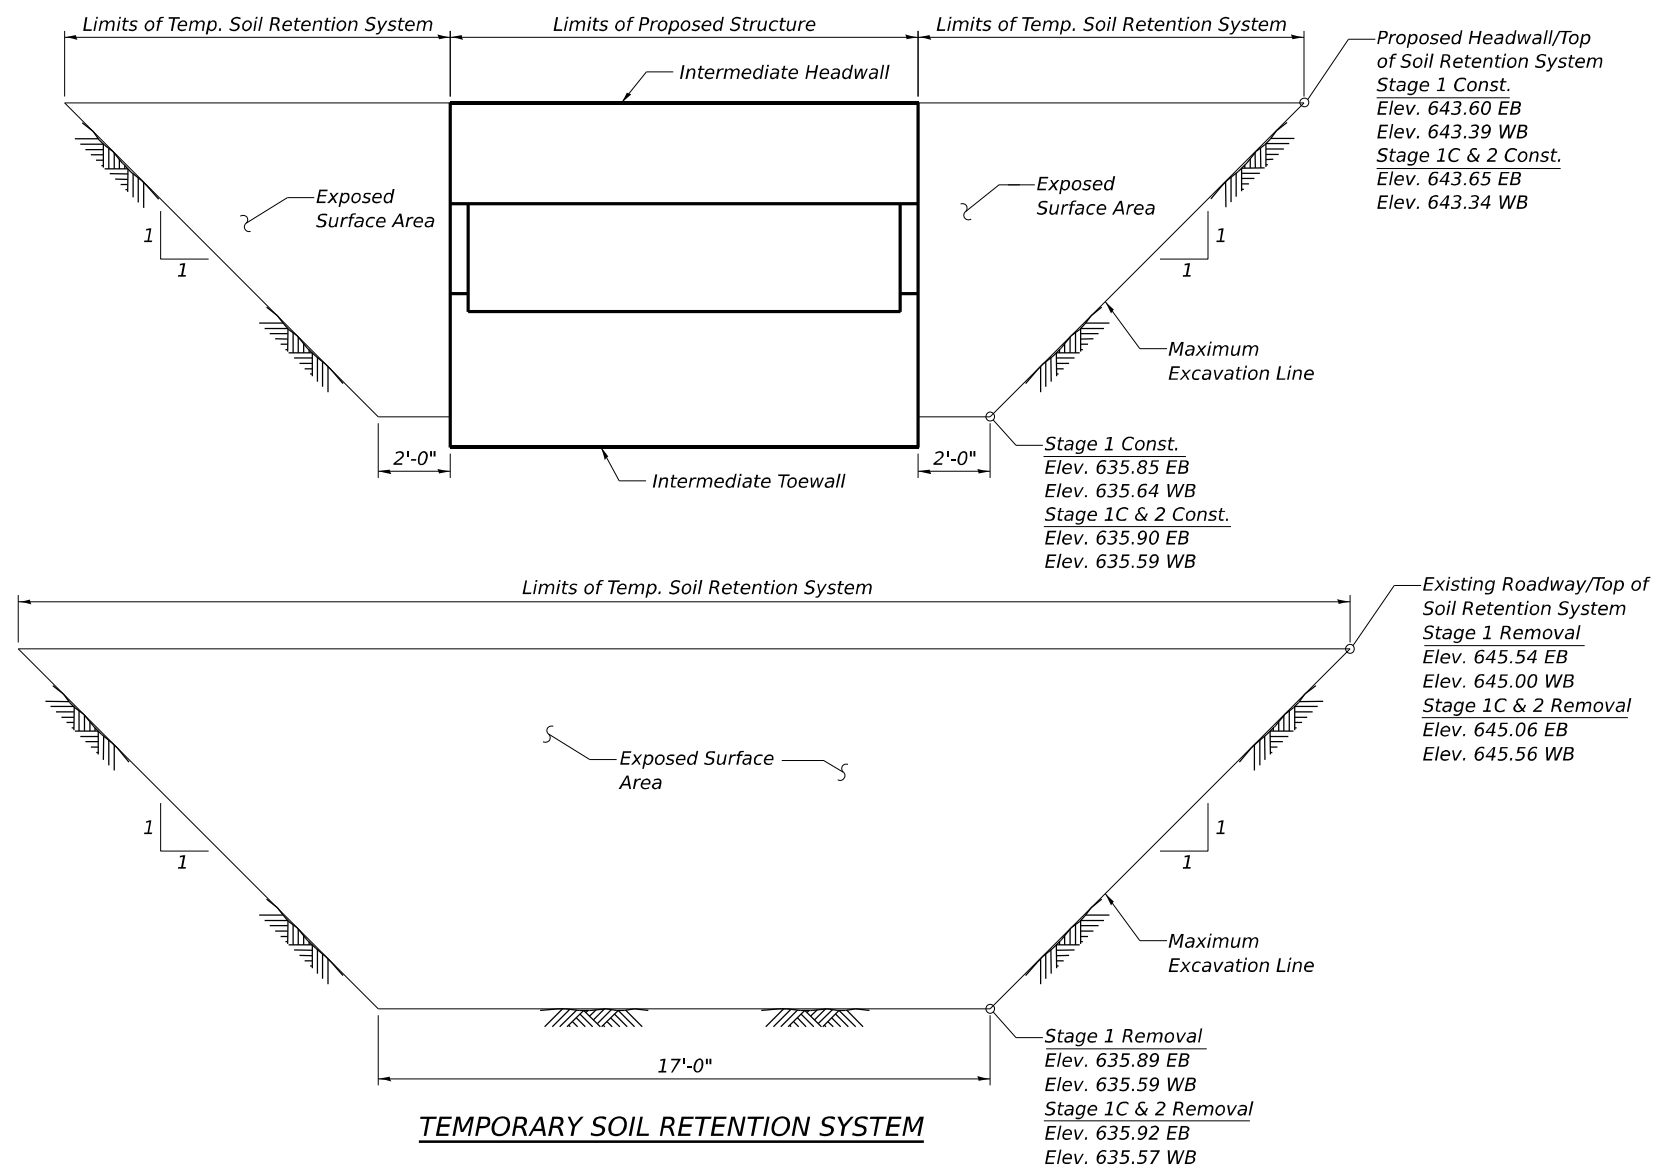 Limits of Temp. Soil Retention System
Limits of Proposed Structure
Limits of Temp. Soil Retention System
Proposed Headwall/Top
of Soil Retention System
Stage 1 Const.
Elev. 643.60 EB
Elev. 643.39 WB
Stage 1C & 2 Const.
Elev. 643.65 EB
Elev. 643.34 WB
Intermediate Headwall
Exposed
Surface Area
Exposed
Surface Area
1
1
1
1
Maximum
Excavation Line
2'-0"
2'-0"
Intermediate Toewall
Stage 1 Const.
Elev. 635.85 EB
Elev. 635.64 WB
Stage 1C & 2 Const.
Elev. 635.90 EB
Elev. 635.59 WB
Limits of Temp. Soil Retention System
Existing Roadway/Top of
Soil Retention System
Stage 1 Removal
Elev. 645.54 EB
Elev. 645.00 WB
Stage 1C & 2 Removal
Elev. 645.06 EB
Elev. 645.56 WB
Exposed Surface
Area
1
1
1
1
Maximum
Excavation Line
17'-0"
Stage 1 Removal
Elev. 635.89 EB
Elev. 635.59 WB
Stage 1C & 2 Removal
Elev. 635.92 EB
Elev. 635.57 WB
TEMPORARY SOIL RETENTION SYSTEM